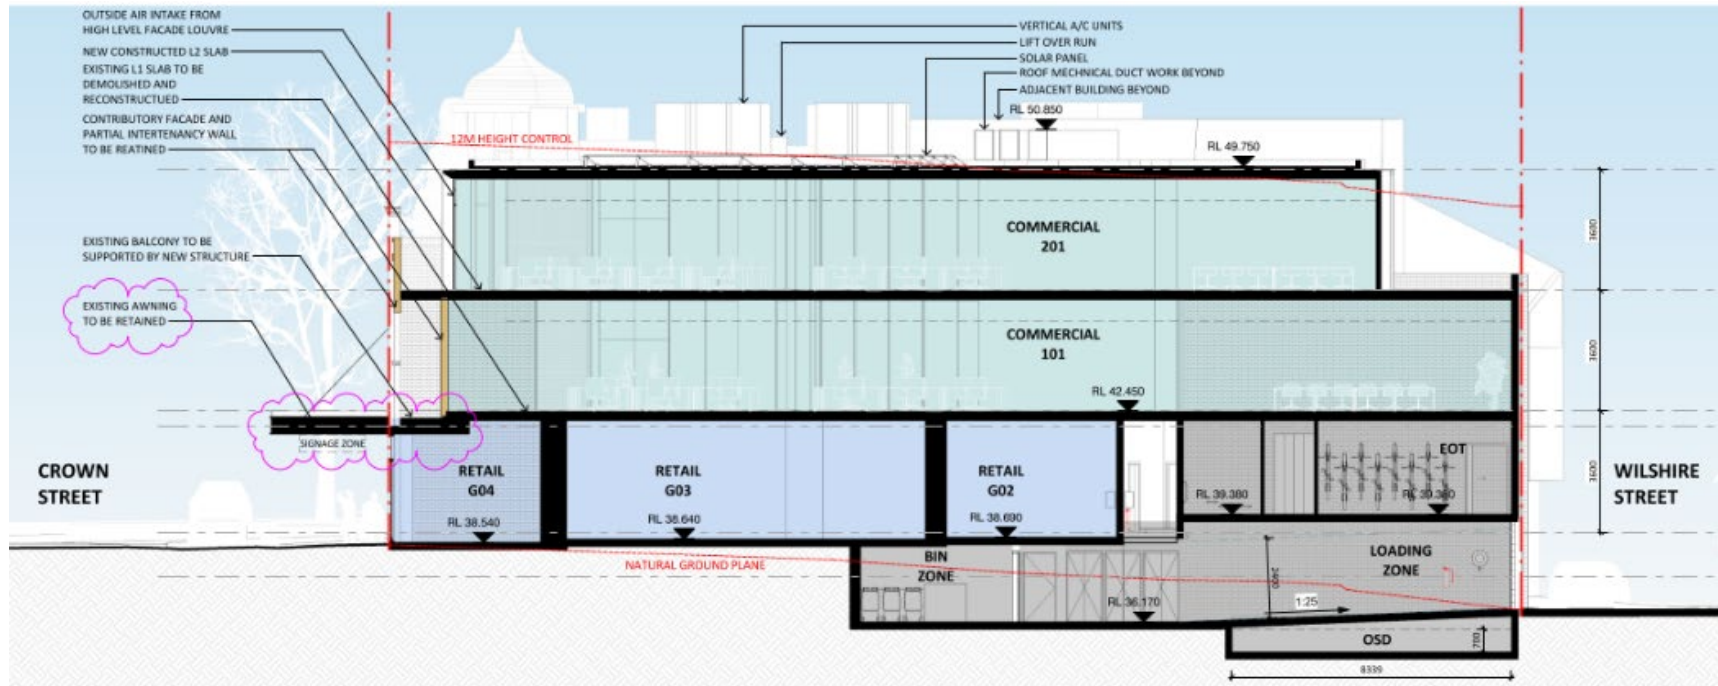 OUTSIDE AIR INTAKE FROM
HIGH LEVEL FACADE LOUVRE
NEW CONSTRUCTED L2 SLAB
EXISTING L1 SLAB TO BE
DEMOLISHED AND
RECONSTRUCTUED
CONTRIBUTORY FACADE AND
PARTIAL INTERTENANCY WALL
TO BE REATINED
EXISTING BALCONY TO BE
SUPPORTED BY NEW STRUCTURE
EXISTING AWNING
TO BE RETAINED
VERTICAL A/C UNITS
LIFT OVER RUN
SOLAR PANEL
ROOF MECHNICAL DUCT WORK BEYOND
ADJACENT BUILDING BEYOND
RL 50.850
12M HEIGHT CONTROL
RL 49.750
COMMERCIAL
201
3600
COMMERCIAL
101
3600
RL 42.450
SIGNAGE ZONE
CROWN
STREET
RETAIL
G04
RL 38.540
RETAIL
G03
RL 38.640
RETAIL
G02
RL 38.690
RL 39.380
EOT
RL 39.380
3600
WILSHIRE
STREET
NATURAL GROUND PLANE
BIN
ZONE
RL 36.170
2400
1:25
LOADING
ZONE
OSD
700
8339